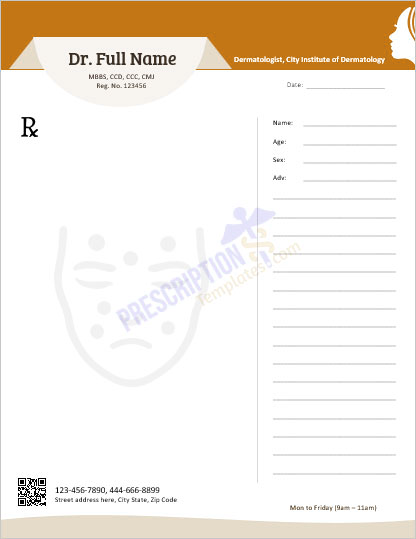 Dr. Full Name
MBBS, CCD, CCC, CMJ
Reg. No. 123456
Dermatologist, City Institute of Dermatology
Date:
℞
Name:
Age:
Sex:
Adv:
PRESCRIPTION
Templates.com
123-456-7890, 444-666-8899
Street address here, City State, Zip Code
Mon to Friday (9am – 11am)